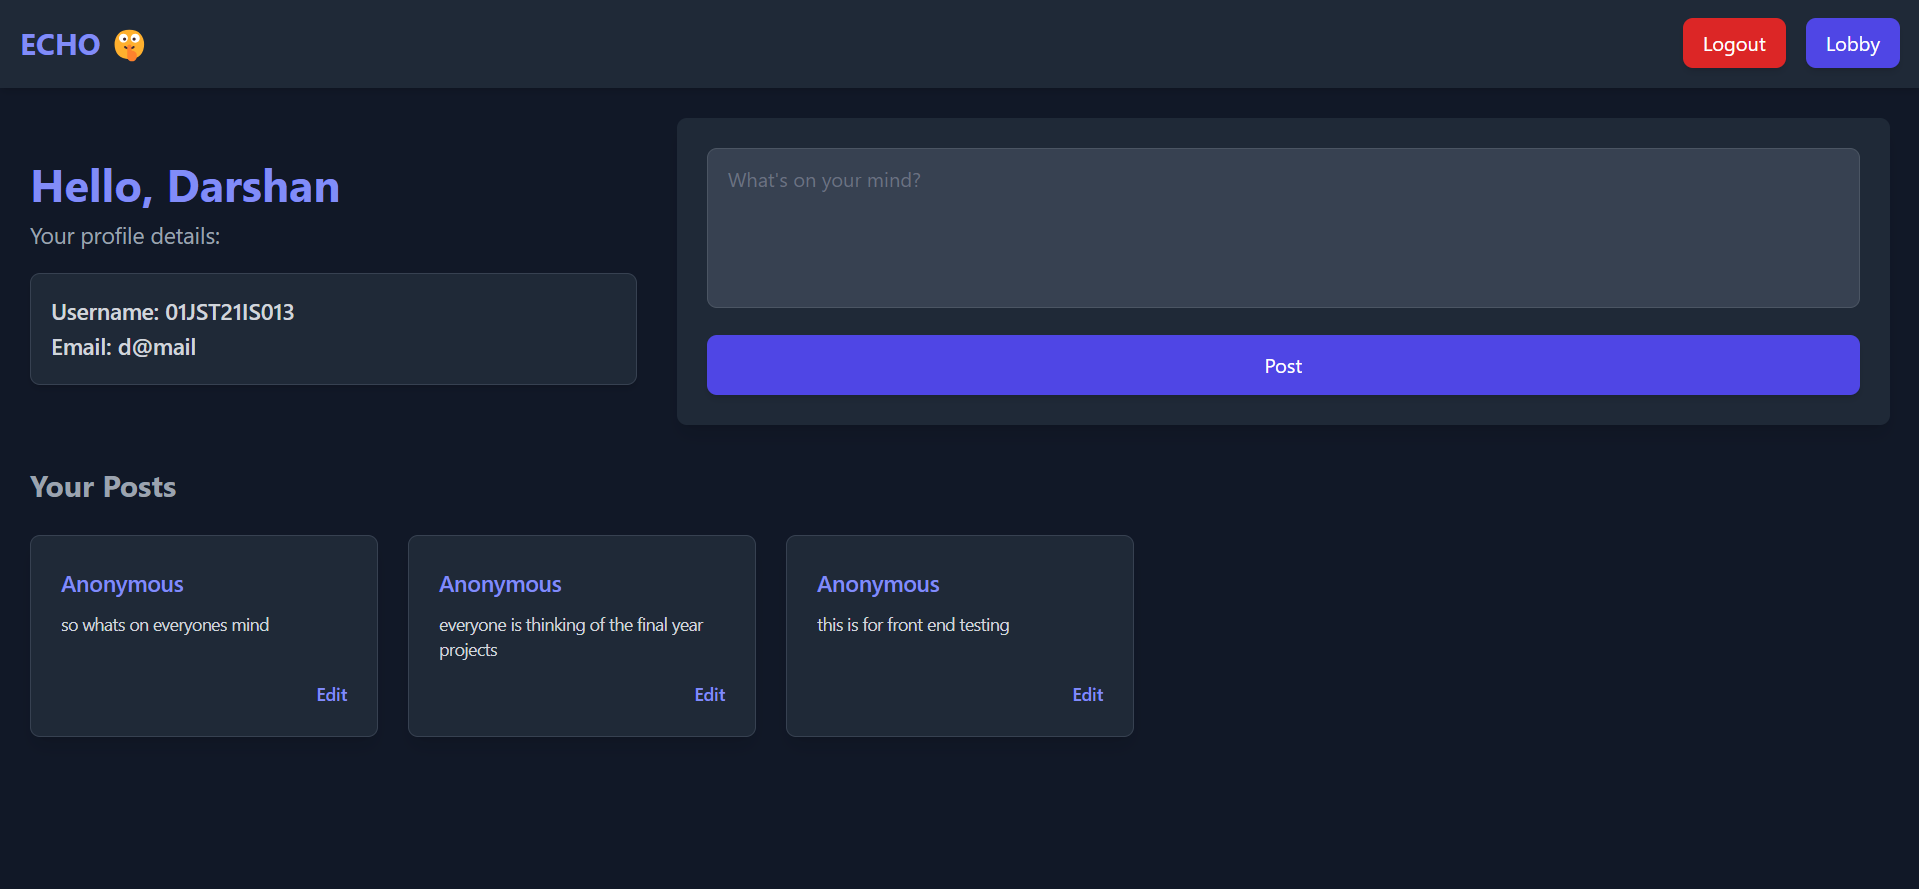 ECHO 🤫
Logout
Lobby
Hello, Darshan
Your profile details:
Username: 01JST21IS013
Email: d@mail
What's on your mind?
Post
Your Posts
Anonymous
so whats on everyones mind
Edit
Anonymous
everyone is thinking of the final year
projects
Edit
Anonymous
this is for front end testing
Edit